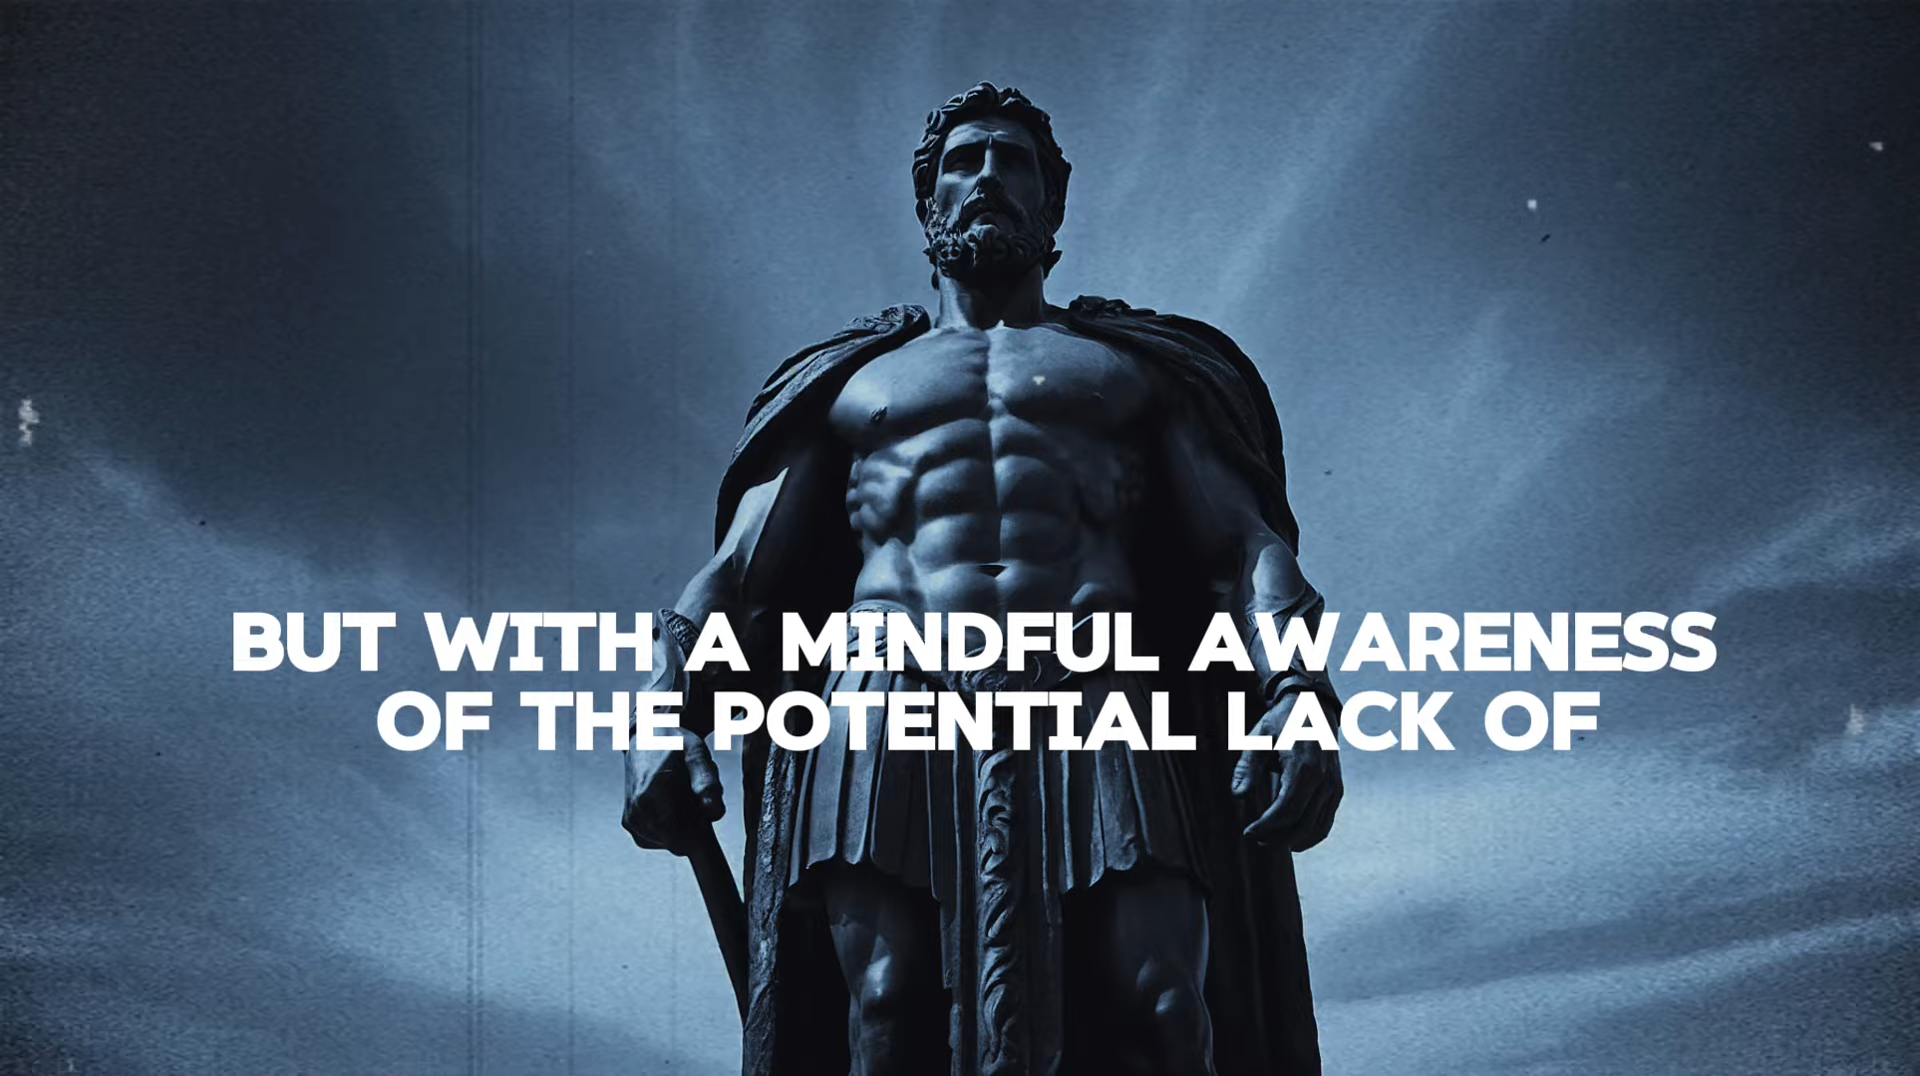 BUT WITH A MINDFUL AWARENESS
OF THE POTENTIAL LACK OF